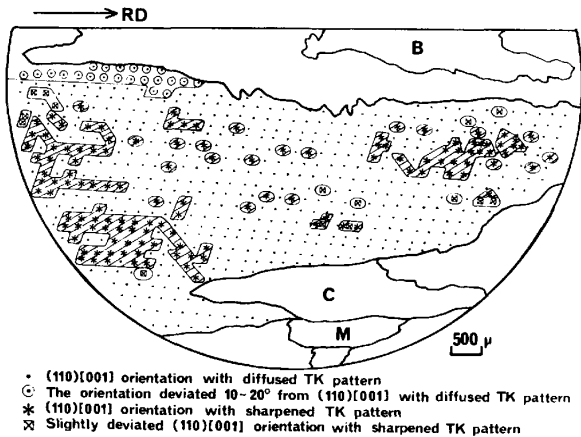 RD
B
C
M
500 μ
• (110)[001] orientation with diffused TK pattern
⊙ The orientation deviated 10~20° from (110)[001] with diffused TK pattern
✳ (110)[001] orientation with sharpened TK pattern
⊠ Slightly deviated (110)[001] orientation with sharpened TK pattern